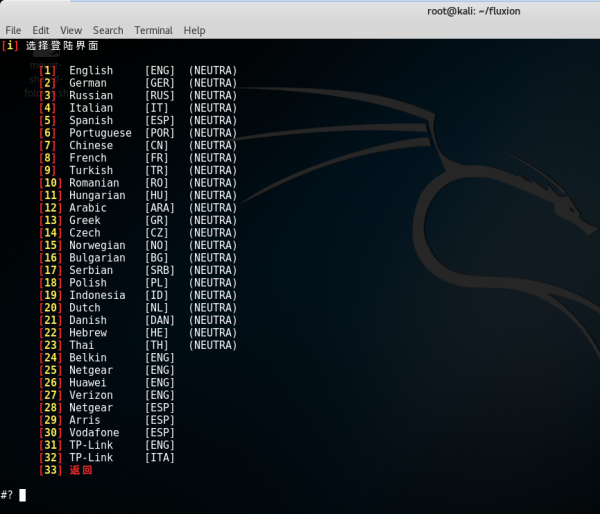 root@kali: ~/fluxion
File Edit View Search Terminal Help
[i] 选择登陆界面
[1] English [ENG] (NEUTRA)
[2] German [GER] (NEUTRA)
[3] Russian [RUS] (NEUTRA)
[4] Italian [IT] (NEUTRA)
[5] Spanish [ESP] (NEUTRA)
[6] Portuguese [POR] (NEUTRA)
[7] Chinese [CN] (NEUTRA)
[8] French [FR] (NEUTRA)
[9] Turkish [TR] (NEUTRA)
[10] Romanian [RO] (NEUTRA)
[11] Hungarian [HU] (NEUTRA)
[12] Arabic [ARA] (NEUTRA)
[13] Greek [GR] (NEUTRA)
[14] Czech [CZ] (NEUTRA)
[15] Norwegian [NO] (NEUTRA)
[16] Bulgarian [BG] (NEUTRA)
[17] Serbian [SRB] (NEUTRA)
[18] Polish [PL] (NEUTRA)
[19] Indonesia [ID] (NEUTRA)
[20] Dutch [NL] (NEUTRA)
[21] Danish [DAN] (NEUTRA)
[22] Hebrew [HE] (NEUTRA)
[23] Thai [TH] (NEUTRA)
[24] Belkin [ENG]
[25] Netgear [ENG]
[26] Huawei [ENG]
[27] Verizon [ENG]
[28] Netgear [ESP]
[29] Arris [ESP]
[30] Vodafone [ESP]
[31] TP-Link [ENG]
[32] TP-Link [ITA]
[33] 返回
#?